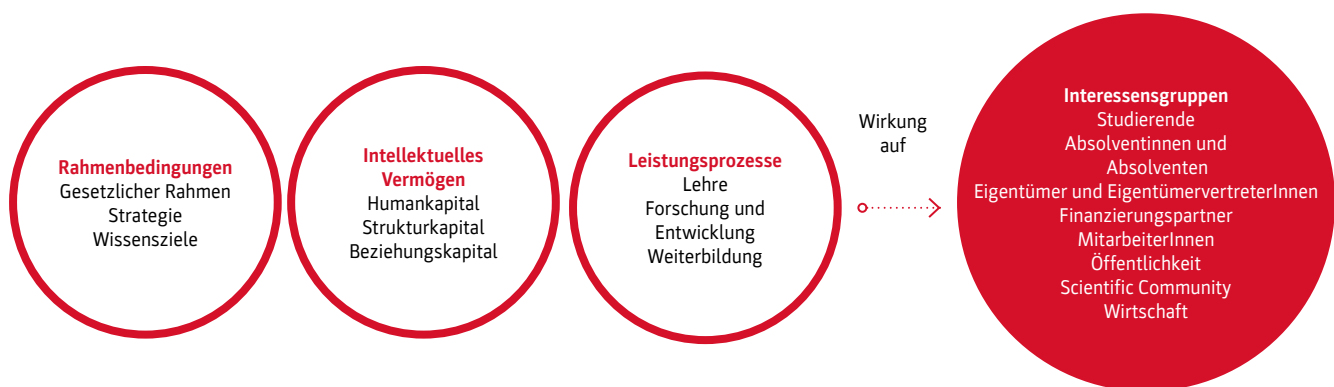 Rahmenbedingungen
Gesetzlicher Rahmen
Strategie
Wissensziele
Intellektuelles
Vermögen
Humankapital
Strukturkapital
Beziehungskapital
Leistungsprozesse
Lehre
Forschung und
Entwicklung
Weiterbildung
Wirkung
auf
Interessensgruppen
Studierende
Absolventinnen und
Absolventen
Eigentümer und EigentümervertreterInnen
Finanzierungspartner
MitarbeiterInnen
Öffentlichkeit
Scientific Community
Wirtschaft